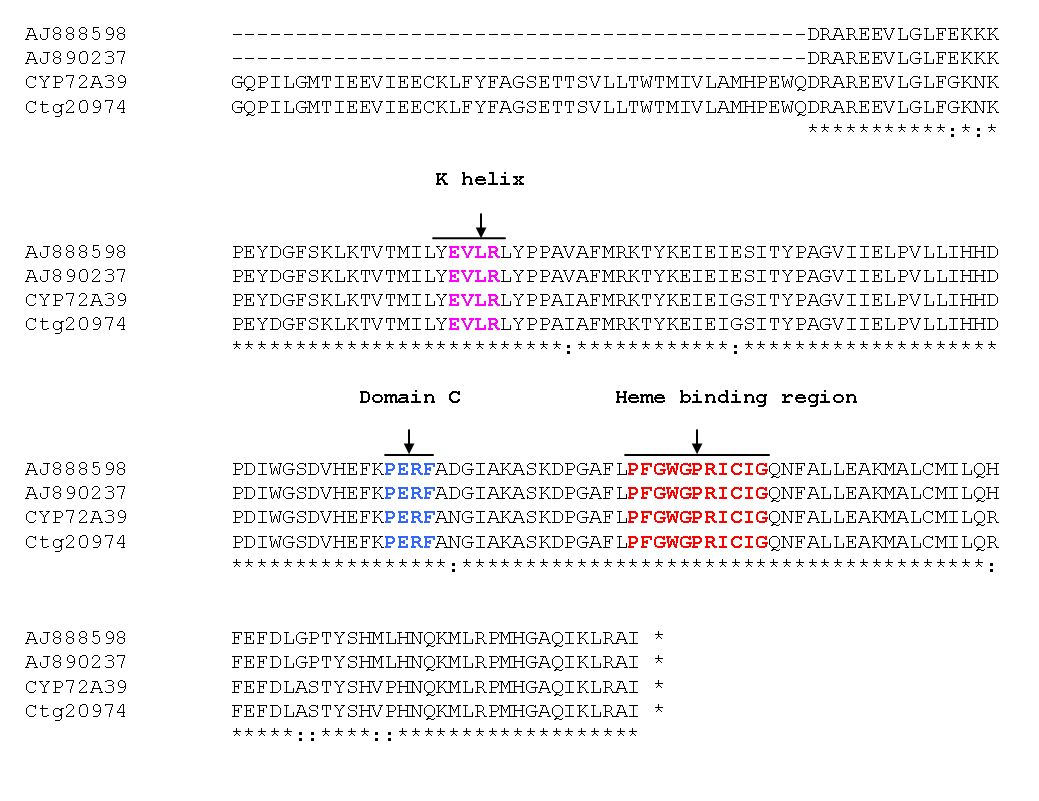 AJ888598 ---------------------------------------------DRAREEVLGLFEKKK
AJ890237 ---------------------------------------------DRAREEVLGLFEKKK
CYP72A39 GQPILGMTIEEVIEECKLFYFAGSETTSVLLTWTMIVLAMHPEWQDRAREEVLGLFGKNK
Ctg20974 GQPILGMTIEEVIEECKLFYFAGSETTSVLLTWTMIVLAMHPEWQDRAREEVLGLFGKNK
***********:*:*
K helix
AJ888598 PEYDGFSKLKTVTMILYEVLRLYPPAVAFMRKTYKEIEIESITYPAGVIIELPVLLIHHD
AJ890237 PEYDGFSKLKTVTMILYEVLRLYPPAVAFMRKTYKEIEIESITYPAGVIIELPVLLIHHD
CYP72A39 PEYDGFSKLKTVTMILYEVLRLYPPAIAFMRKTYKEIEIGSITYPAGVIIELPVLLIHHD
Ctg20974 PEYDGFSKLKTVTMILYEVLRLYPPAIAFMRKTYKEIEIGSITYPAGVIIELPVLLIHHD
**************************:************:********************
Domain C Heme binding region
AJ888598 PDIWGSDVHEFKPERFADGIAKASKDPGAFLPFGWGPRICIGQNFALLEAKMALCMILQH
AJ890237 PDIWGSDVHEFKPERFADGIAKASKDPGAFLPFGWGPRICIGQNFALLEAKMALCMILQH
CYP72A39 PDIWGSDVHEFKPERFANGIAKASKDPGAFLPFGWGPRICIGQNFALLEAKMALCMILQR
Ctg20974 PDIWGSDVHEFKPERFANGIAKASKDPGAFLPFGWGPRICIGQNFALLEAKMALCMILQR
*****************:*****************************************:
AJ888598 FEFDLGPTYSHMLHNQKMLRPMHGAQIKLRAI *
AJ890237 FEFDLGPTYSHMLHNQKMLRPMHGAQIKLRAI *
CYP72A39 FEFDLASTYSHVPHNQKMLRPMHGAQIKLRAI *
Ctg20974 FEFDLASTYSHVPHNQKMLRPMHGAQIKLRAI *
*****::****::*******************